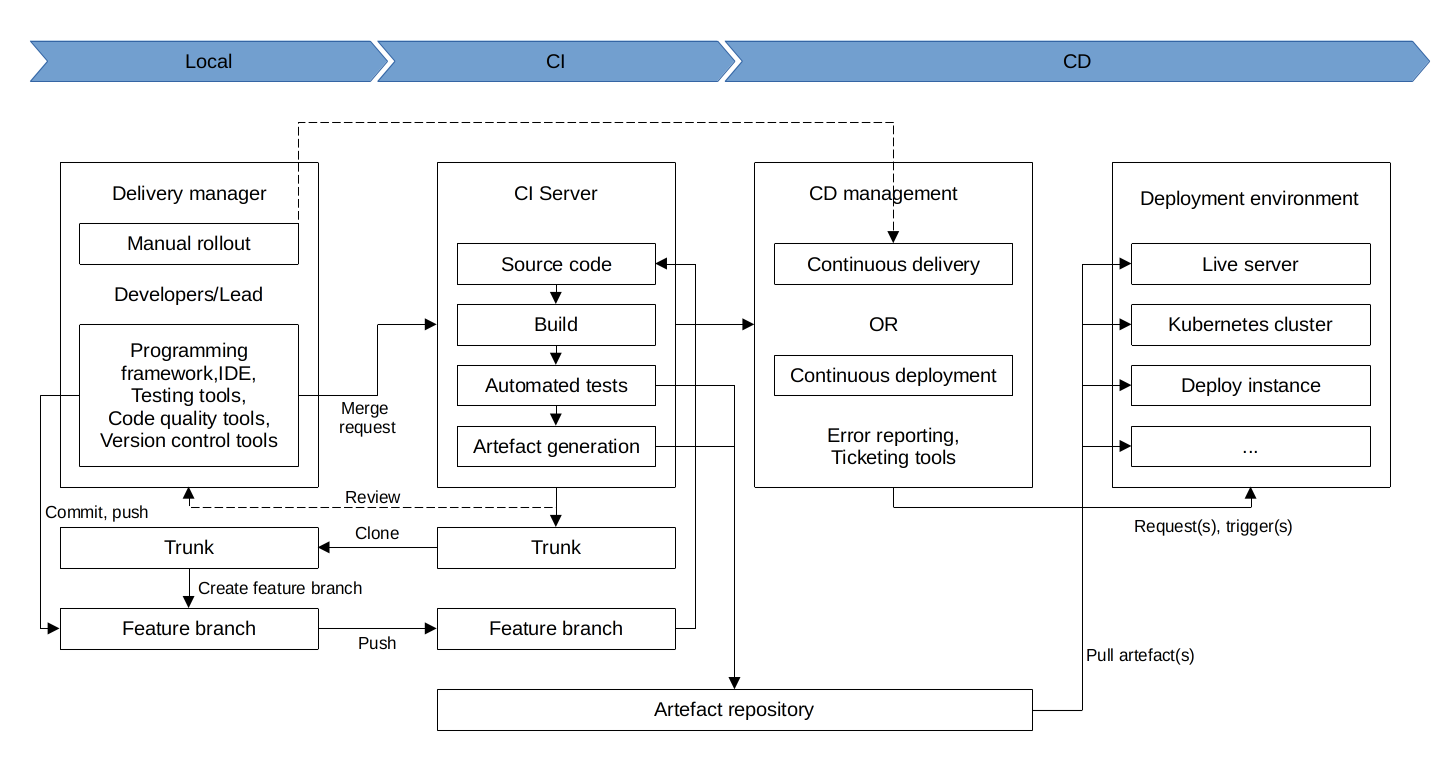 Local
CI
CD
Delivery manager
Manual rollout
Developers/Lead
Programming
framework,IDE,
Testing tools,
Code quality tools,
Version control tools
Merge
request
CI Server
Source code
Build
Automated tests
Artefact generation
CD management
Continuous delivery
OR
Continuous deployment
Error reporting,
Ticketing tools
Deployment environment
Live server
Kubernetes cluster
Deploy instance
...
Review
Commit, push
Request(s), trigger(s)
Trunk
Clone
Trunk
Create feature branch
Feature branch
Push
Feature branch
Pull artefact(s)
Artefact repository